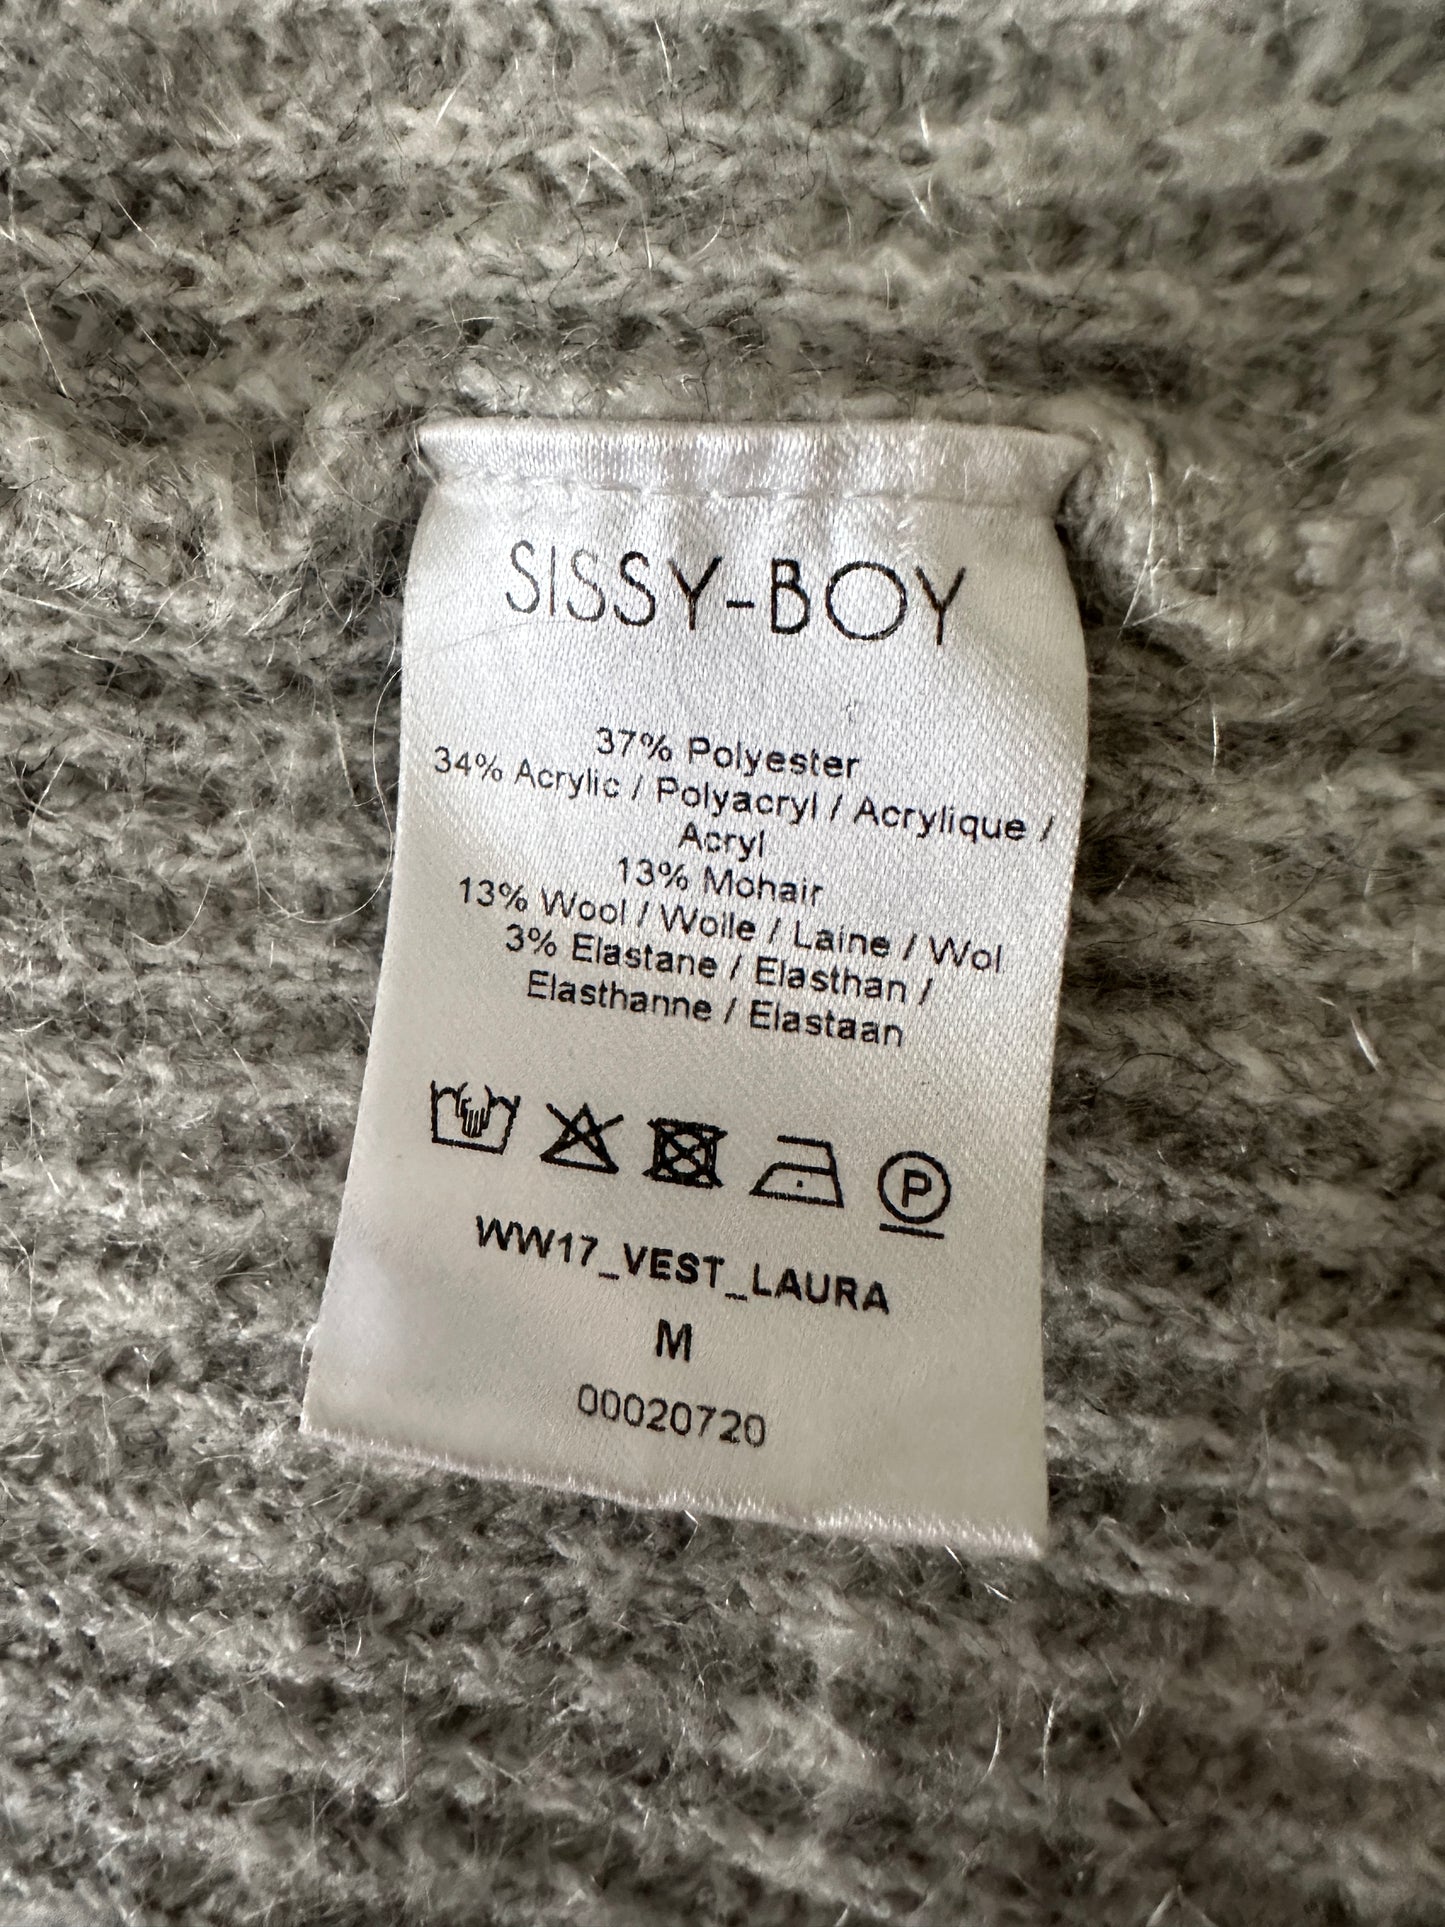 SISSY-BOY
37% Polyester
34% Acrylic / Polyacryl / Acrylique /
Acryl
13% Mohair
13% Wool / Wolle / Laine / Wol
3% Elastane / Elasthan /
Elasthanne / Elastaan
P
WW17_VEST_LAURA
M
00020720